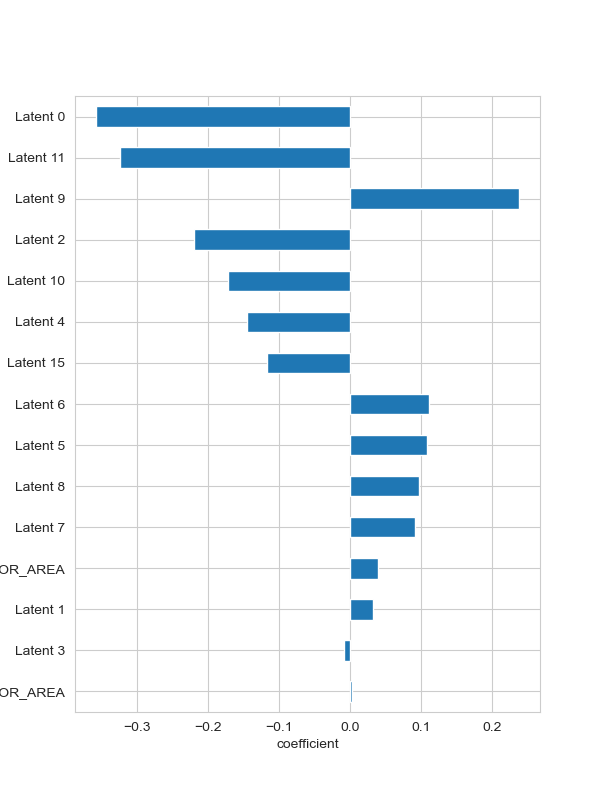 Latent 0
Latent 11
Latent 9
Latent 2
Latent 10
Latent 4
Latent 15
Latent 6
Latent 5
Latent 8
Latent 7
OR_AREA
Latent 1
Latent 3
OR_AREA
−0.3 −0.2 −0.1 0.0 0.1 0.2
coefficient